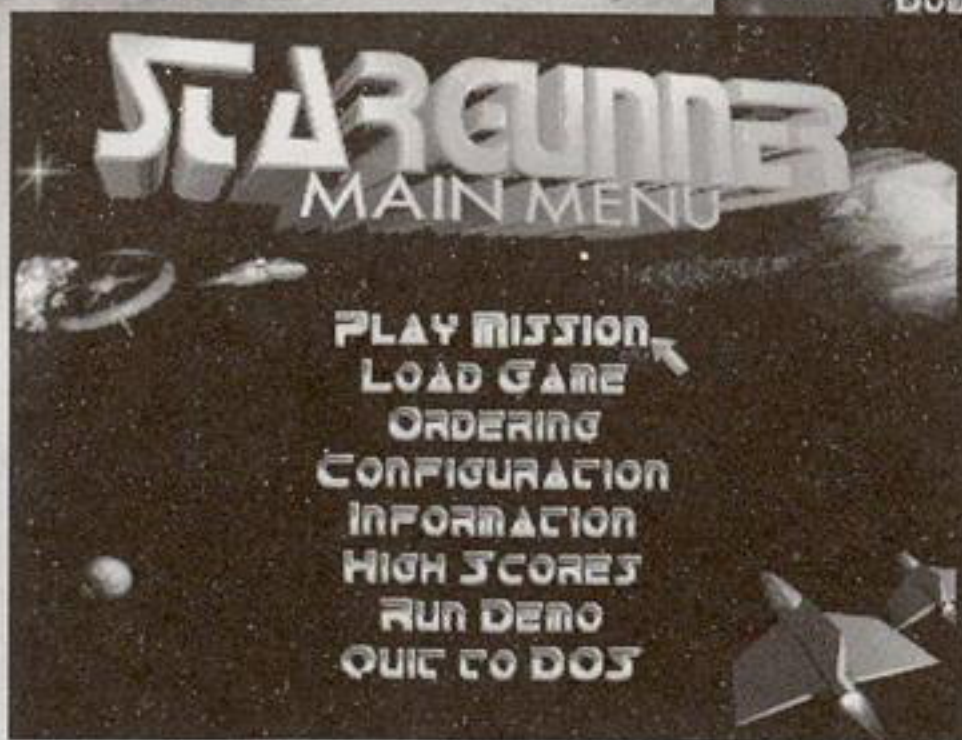 STARGUNNER
MAIN MENU
PLAY MISSION
LOAD GAME
ORDERING
CONFIGURATION
INFORMATION
HIGH SCORES
RUN DEMO
QUIT TO DOS